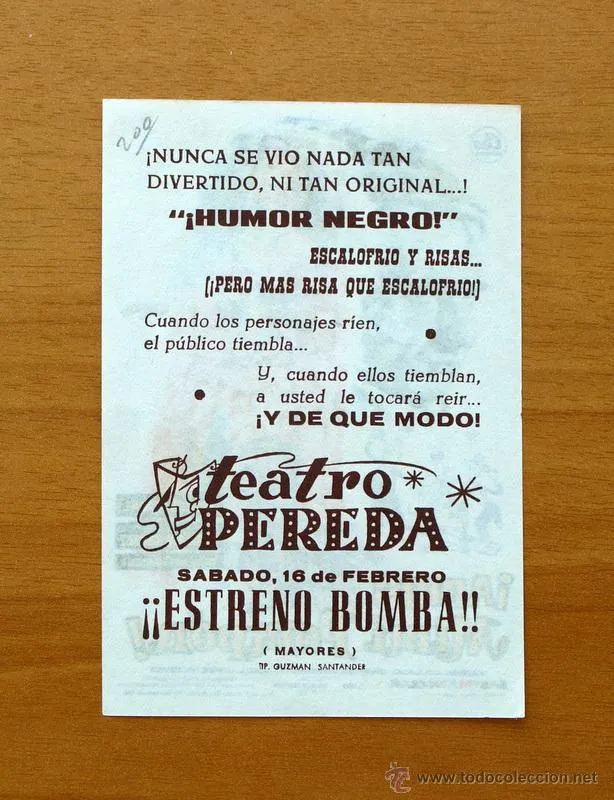 209
¡NUNCA SE VIO NADA TAN
DIVERTIDO, NI TAN ORIGINAL...!
"¡HUMOR NEGRO!"
ESCALOFRIO Y RISAS...
(¡PERO MAS RISA QUE ESCALOFRIO!)
Cuando los personajes ríen,
el público tiembla...
Y, cuando ellos tiemblan,
a usted le tocará reir...
¡Y DE QUE MODO!
teatro
PEREDA
SABADO, 16 de FEBRERO
¡¡ESTRENO BOMBA!!
( MAYORES )
TIP. GUZMAN SANTANDER
www.todocoleccion.net